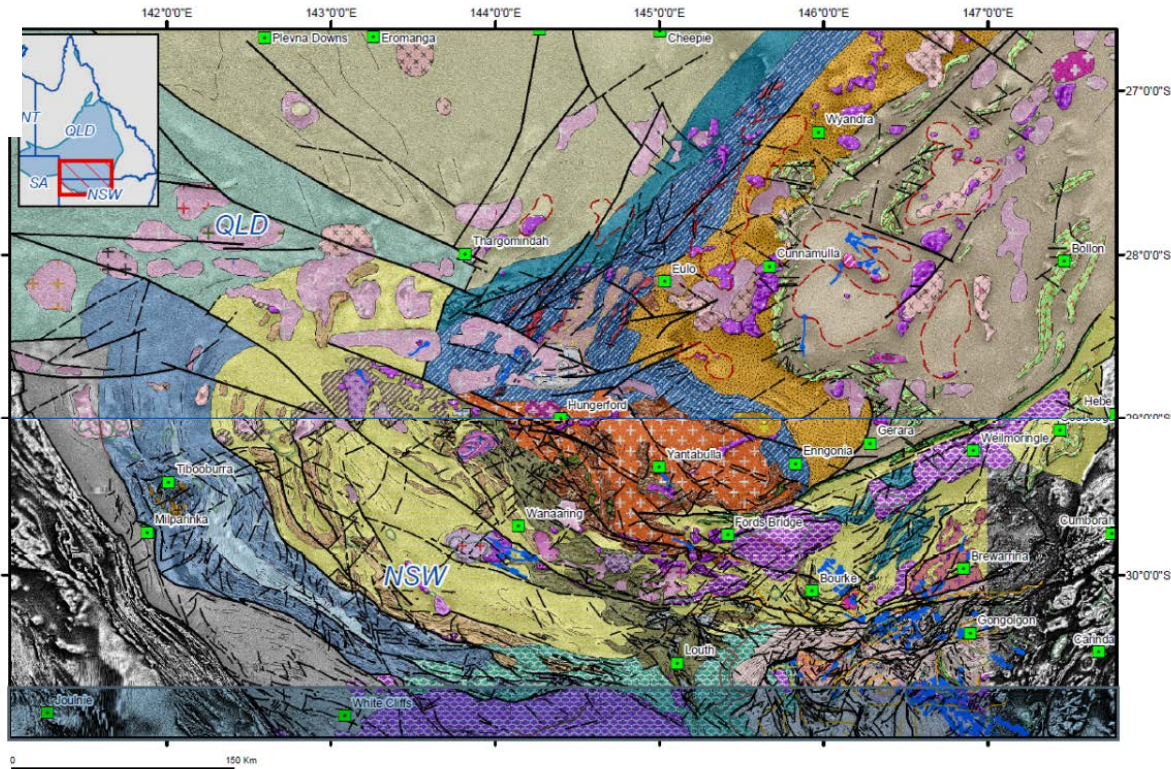 142°0'0"E 143°0'0"E 144°0'0"E 145°0'0"E 146°0'0"E 147°0'0"E
Plevna Downs Eromanga Cheepie
NT
QLD
SA
NSW
27°0'0"S
Wyandra
QLD
Thargomindah
Eulo
Cunnamulla
Bollon
28°0'0"S
Hungerford
29°0'0"S
Gerara
Weilmoringle
Yantabulla
Enngonia
Tibooburra
Milparinka
Wanaaring
Fords Bridge
Cumborah
NSW
Bourke
Brewarrina
30°0'0"S
Gongolgon
Carinda
Louth
White Cliffs
0 150 Km